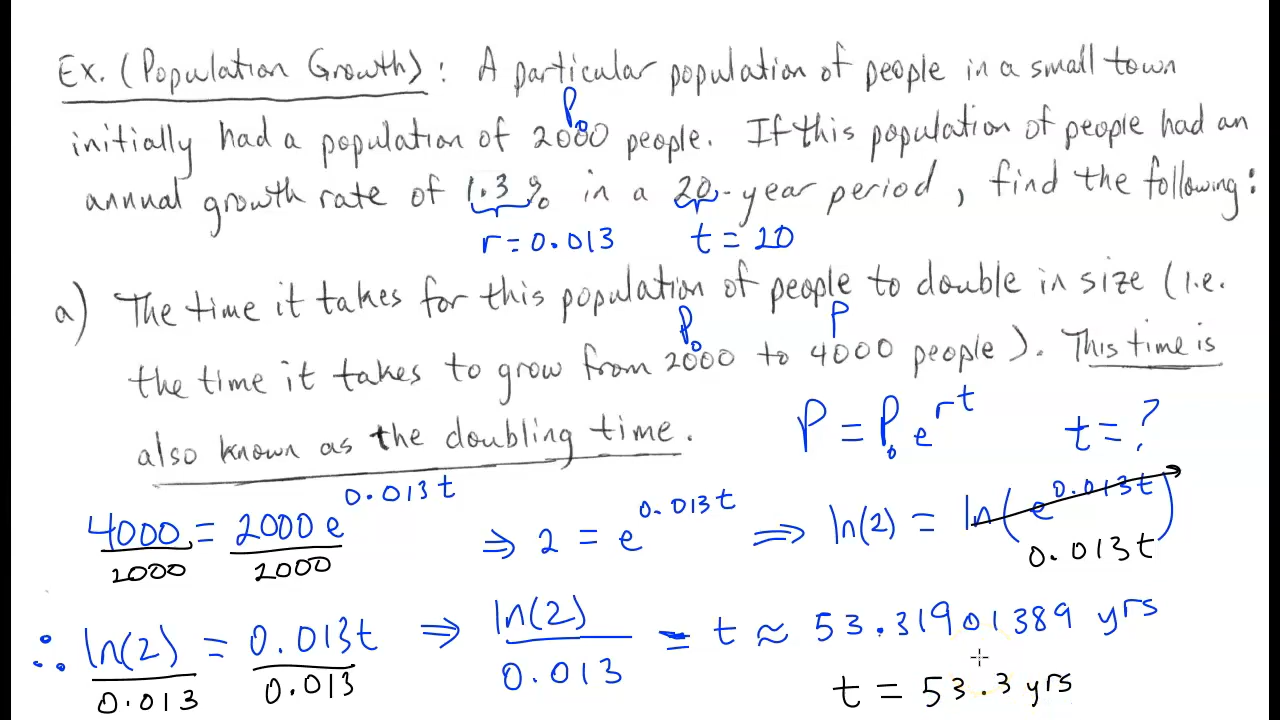 Ex. (Population Growth): A particular population of people in a small town
P₀
initially had a population of 2000 people. If this population of people had an
annual growth rate of 1.3% in a 20-year period, find the following:
r = 0.013 t = 20
a) The time it takes for this population of people to double in size (i.e.
P₀ P
the time it takes to grow from 2000 to 4000 people). This time is
P = P₀ e^{rt} t = ?
also known as the doubling time.
4000/2000 = 2000 e^{0.013t}/2000 ⇒ 2 = e^{0.013t} ⇒ ln(2) = ln(e^{0.013t})
0.013t
∴ ln(2)/0.013 = 0.013t/0.013 ⇒ ln(2)/0.013 = t ≈ 53.31901389 yrs
t = 53.3 yrs